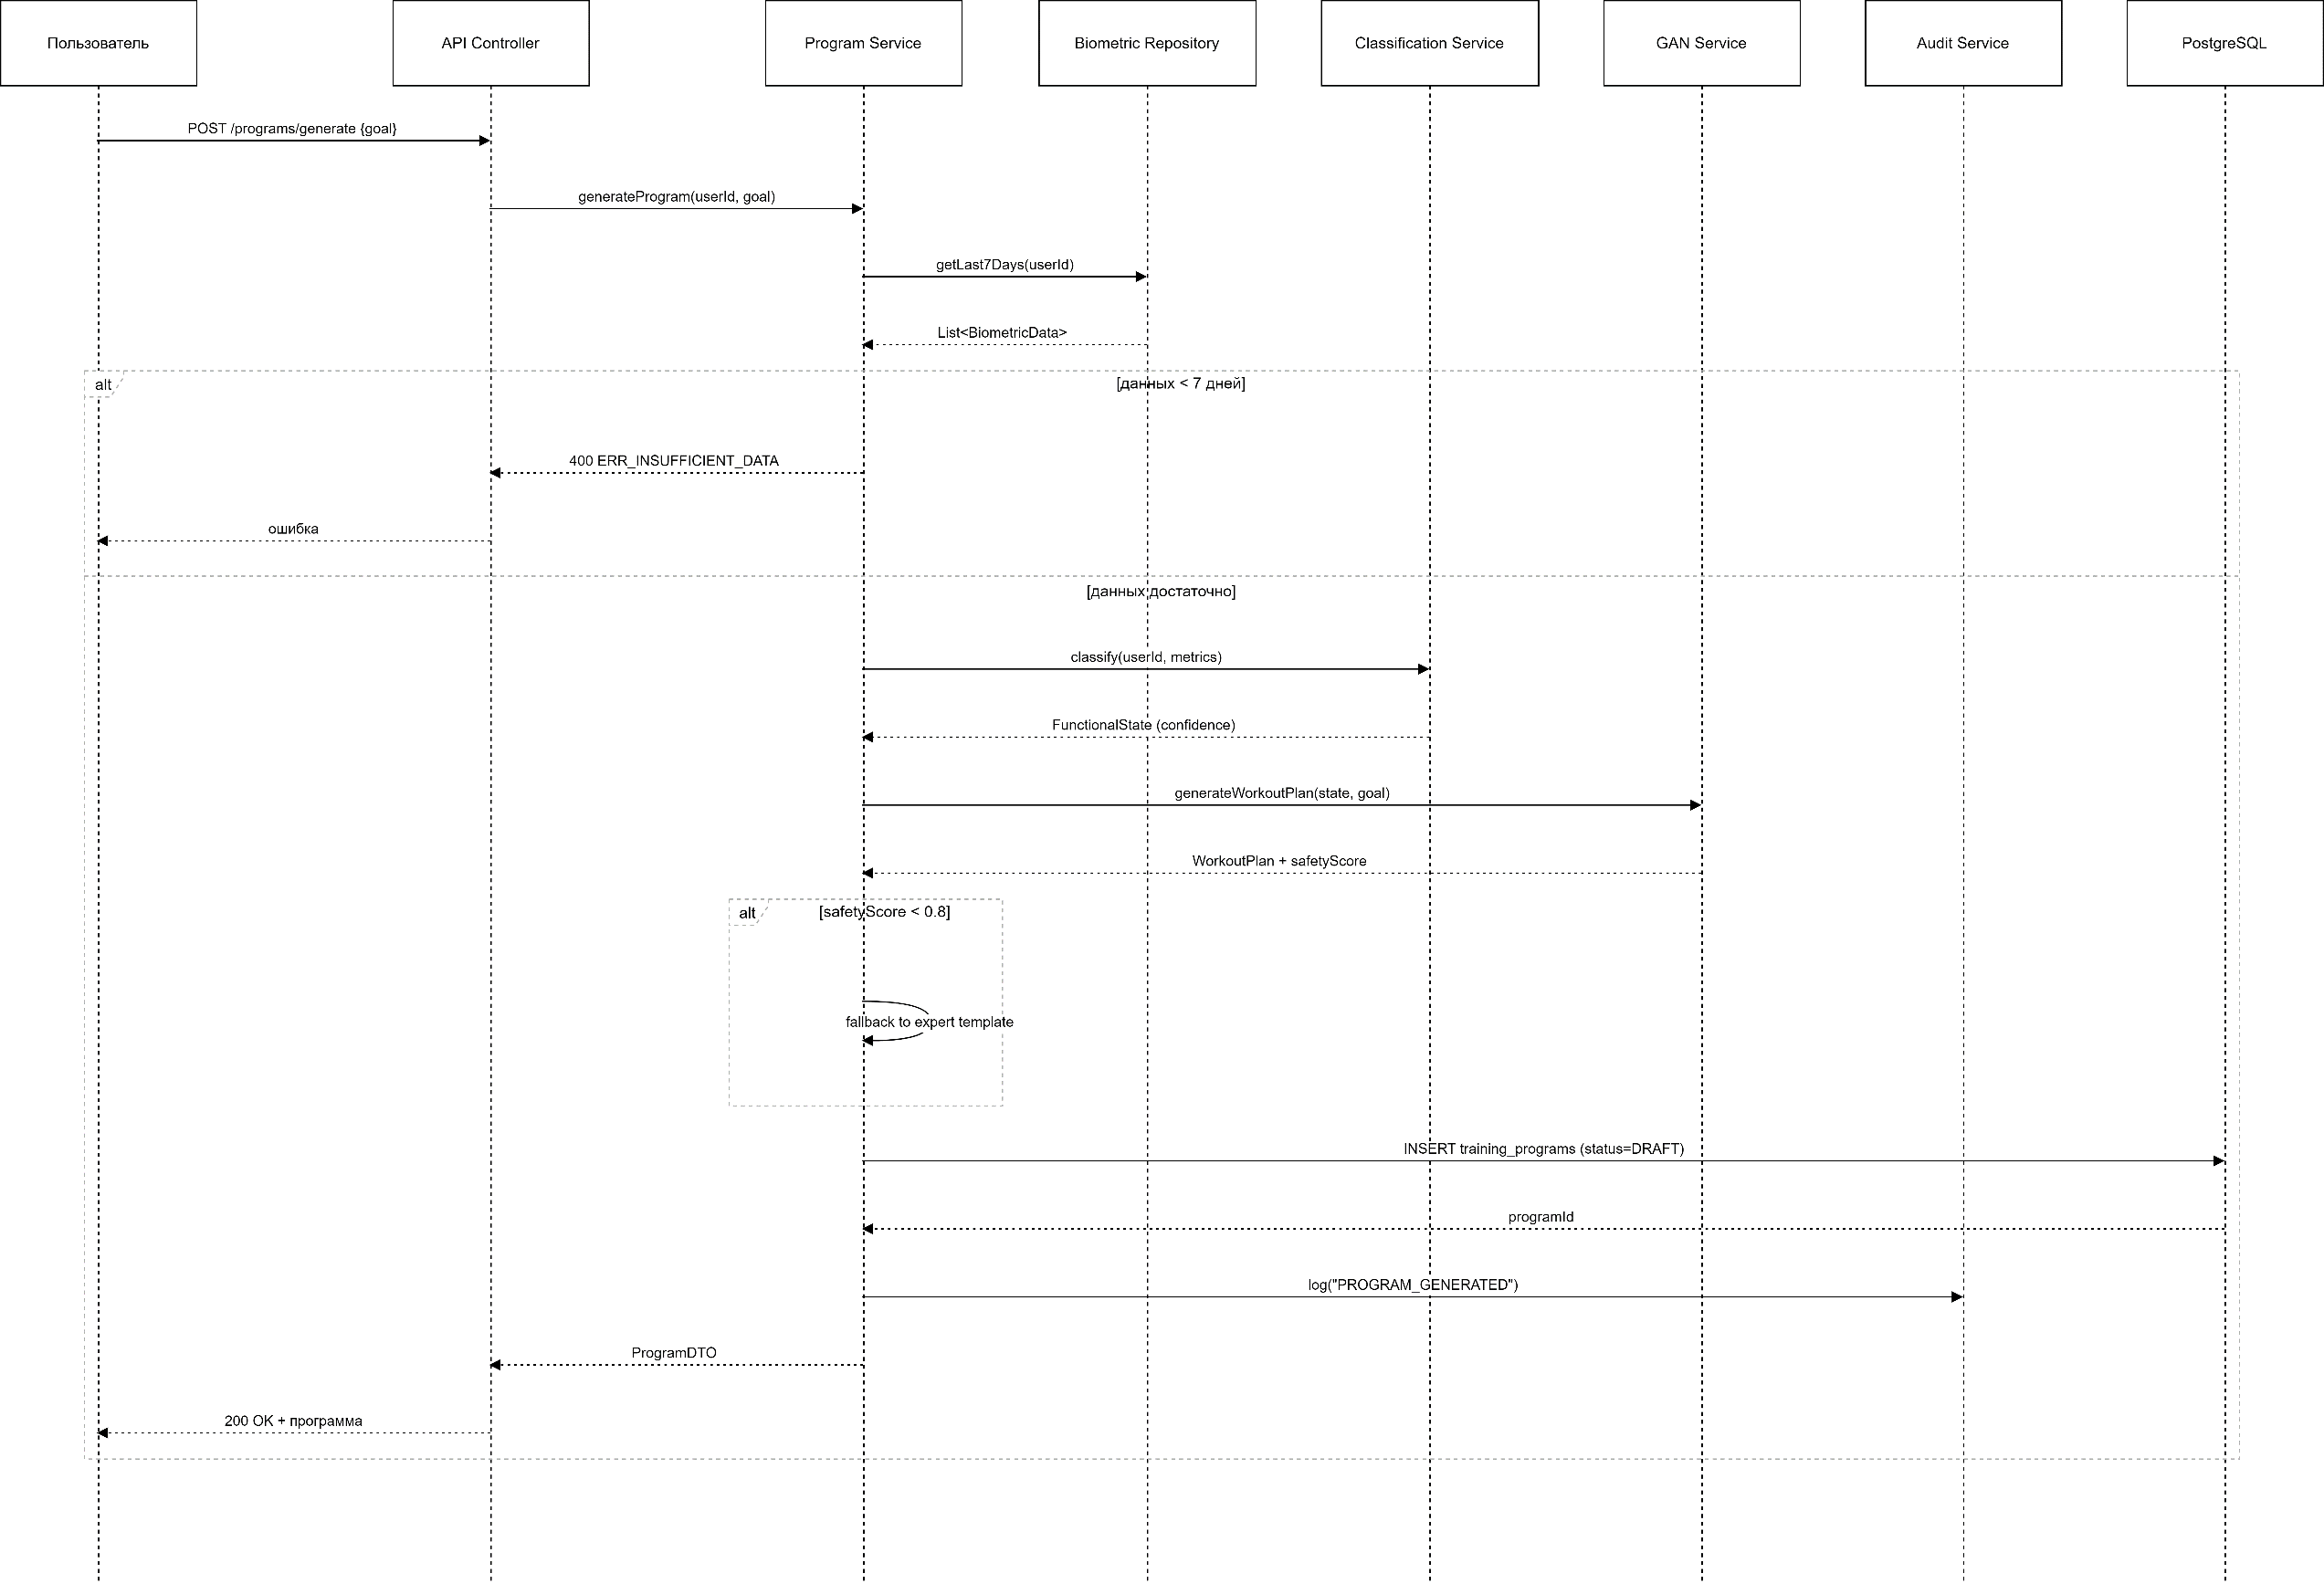 Пользователь
API Controller
Program Service
Biometric Repository
Classification Service
GAN Service
Audit Service
PostgreSQL
POST /programs/generate {goal}
generateProgram(userId, goal)
getLast7Days(userId)
List<BiometricData>
alt
[данных < 7 дней]
400 ERR_INSUFFICIENT_DATA
ошибка
[данных достаточно]
classify(userId, metrics)
FunctionalState (confidence)
generateWorkoutPlan(state, goal)
WorkoutPlan + safetyScore
alt
[safetyScore < 0.8]
fallback to expert template
INSERT training_programs (status=DRAFT)
programId
log("PROGRAM_GENERATED")
ProgramDTO
200 OK + программа